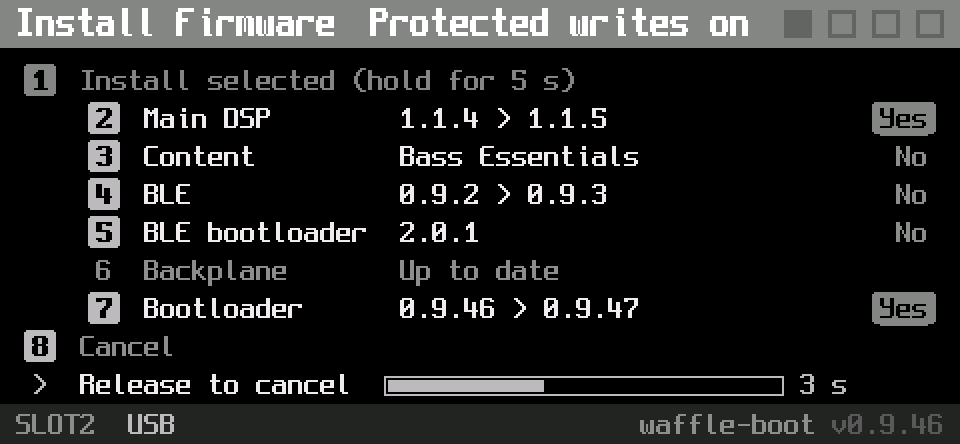 Install Firmware Protected writes on
1 Install selected (hold for 5 s)
2 Main DSP 1.1.4 > 1.1.5 Yes
3 Content Bass Essentials No
4 BLE 0.9.2 > 0.9.3 No
5 BLE bootloader 2.0.1 No
6 Backplane Up to date
7 Bootloader 0.9.46 > 0.9.47 Yes
8 Cancel
> Release to cancel 3 s
SLOT2 USB waffle-boot v0.9.46